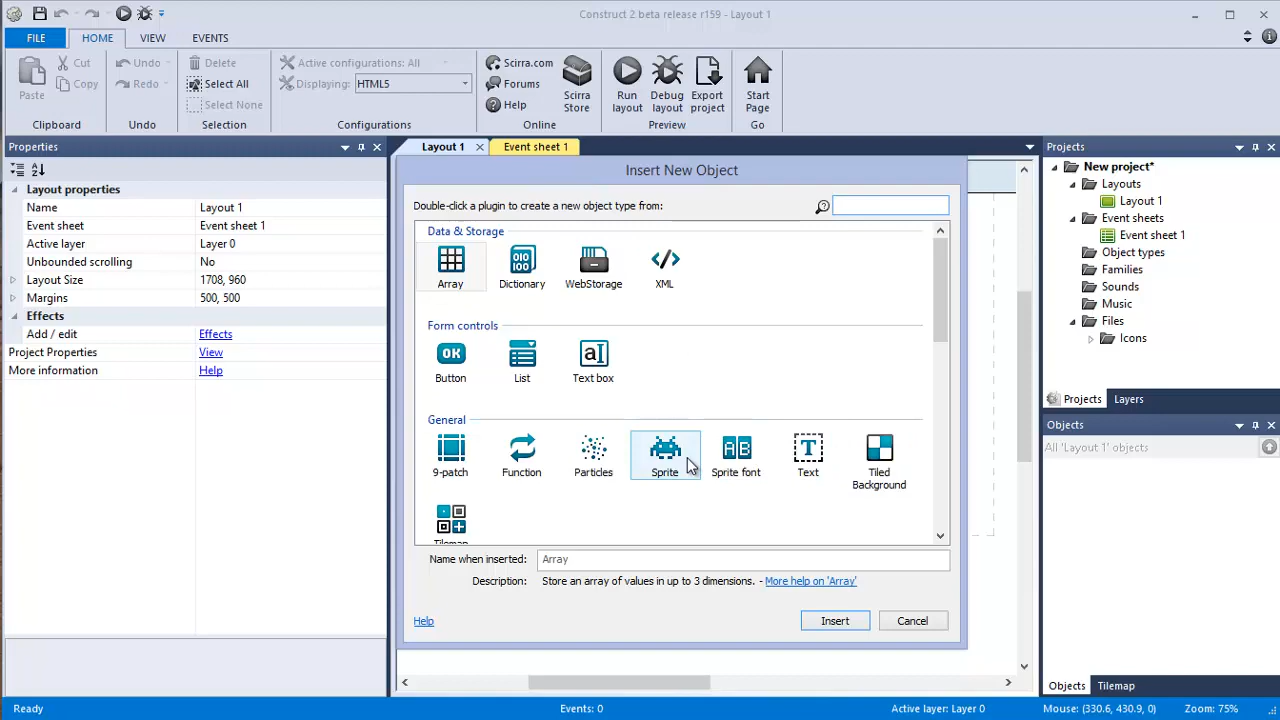 Construct 2 beta release r159 - Layout 1
FILE HOME VIEW EVENTS
Paste
Cut
Copy
Clipboard
Undo
Redo
Undo
Delete
Select All
Select None
Selection
Active configurations: All
Displaying: HTML5
Configurations
Scirra.com
Forums
Help
Scirra Store
Online
Run layout
Debug layout
Export project
Preview
Start Page
Go
Properties
Layout properties
Name Layout 1
Event sheet Event sheet 1
Active layer Layer 0
Unbounded scrolling No
Layout Size 1708, 960
Margins 500, 500
Effects
Add / edit Effects
Project Properties View
More information Help
Layout 1 Event sheet 1
Insert New Object
Double-click a plugin to create a new object type from:
Data & Storage
Array Dictionary WebStorage XML
Form controls
Button List Text box
General
9-patch Function Particles Sprite Sprite font Text Tiled Background
Tilemap
Name when inserted: Array
Description: Store an array of values in up to 3 dimensions. - More help on 'Array'
Help Insert Cancel
Projects
New project*
Layouts
Layout 1
Event sheets
Event sheet 1
Object types
Families
Sounds
Music
Files
Icons
Projects Layers
Objects
All 'Layout 1' objects
Objects Tilemap
Ready Events: 0 Active layer: Layer 0 Mouse: (330.6, 430.9, 0) Zoom: 75%